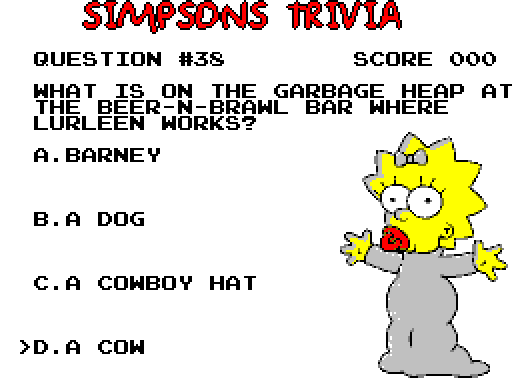 SIMPSONS TRIVIA
QUESTION #38 SCORE 000
WHAT IS ON THE GARBAGE HEAP AT
THE BEER-N-BRAWL BAR WHERE
LURLEEN WORKS?
A.BARNEY
B.A DOG
C.A COWBOY HAT
>D.A COW